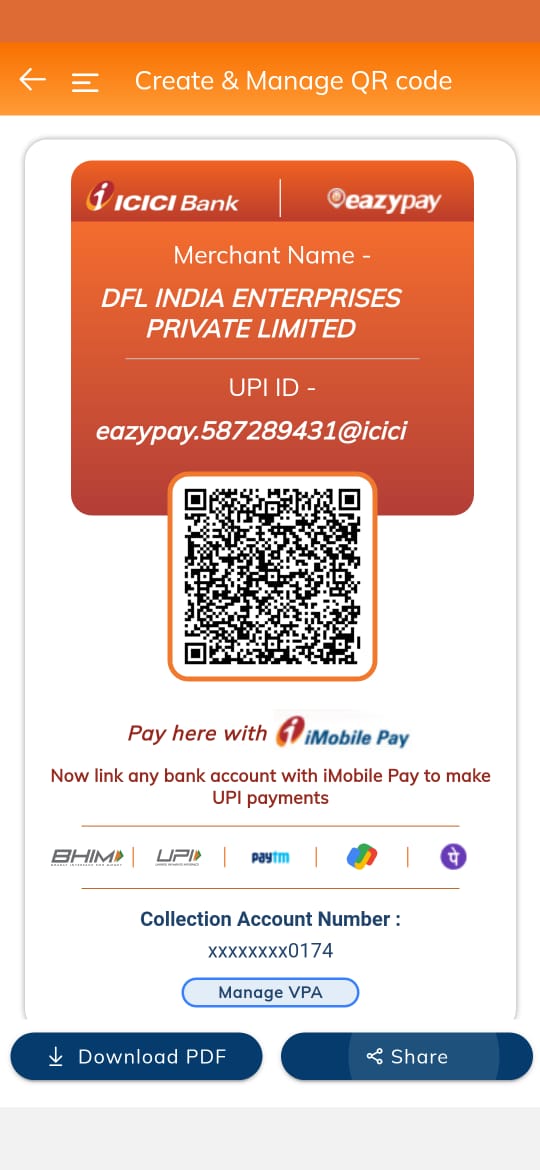 Create & Manage QR code
ICICI Bank
eazypay
Merchant Name -
DFL INDIA ENTERPRISES
PRIVATE LIMITED
UPI ID -
eazypay.587289431@icici
Pay here with iMobile Pay
Now link any bank account with iMobile Pay to make
UPI payments
BHIM
UPI
paytm
पे
Collection Account Number :
xxxxxxxx0174
Manage VPA
Download PDF
Share